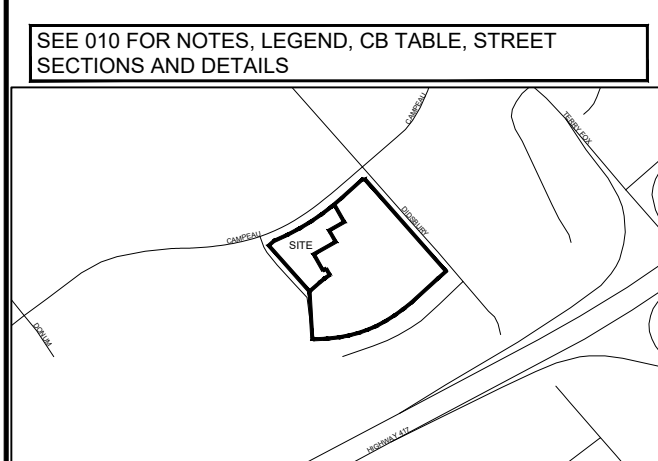 SEE 010 FOR NOTES, LEGEND, CB TABLE, STREET
SECTIONS AND DETAILS
CAMPEAU
TERRY FOX
DIDSBURY
CAMPEAU
SITE
DONUM
HIGHWAY 417